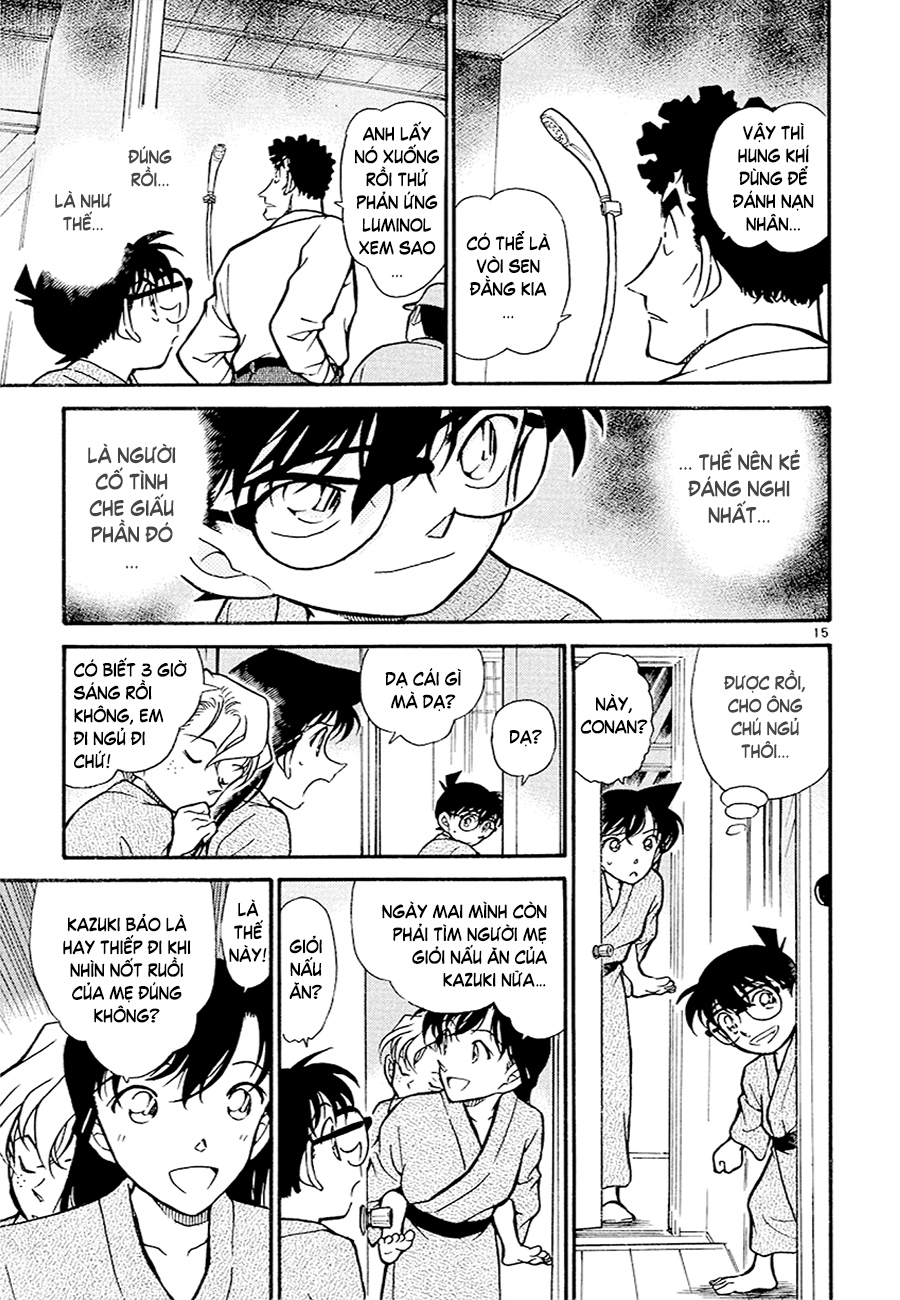 VẬY THÌ
HUNG KHÍ
DÙNG ĐỂ
ĐÁNH NẠN
NHÂN...
CÓ THỂ LÀ
VÒI SEN
ĐẰNG KIA
...
ANH LẤY
NÓ XUỐNG
RỒI THỬ
PHẢN ỨNG
LUMINOL
XEM SAO
...
ĐÚNG
RỒI...
LÀ NHƯ
THẾ...
... THẾ NÊN KẺ
ĐÁNG NGHI
NHẤT...
LÀ NGƯỜI
CỐ TÌNH
CHE GIẤU
PHẦN ĐÓ
...
15
ĐƯỢC RỒI,
CHO ÔNG
CHÚ NGỦ
THÔI...
NÀY,
CONAN?
DẠ?
DẠ CÁI GÌ
MÀ DẠ?
CÓ BIẾT 3 GIỜ
SÁNG RỒI
KHÔNG, EM
ĐI NGỦ ĐI
CHỨ!
NGÀY MAI MÌNH CÒN
PHẢI TÌM NGƯỜI MẸ
GIỎI NẤU ĂN CỦA
KAZUKI NỮA...
GIỎI
NẤU
ĂN?
LÀ
THẾ
NÀY!
KAZUKI BẢO LÀ
HAY THIẾP ĐI KHI
NHÌN NỐT RUỒI
CỦA MẸ ĐÚNG
KHÔNG?